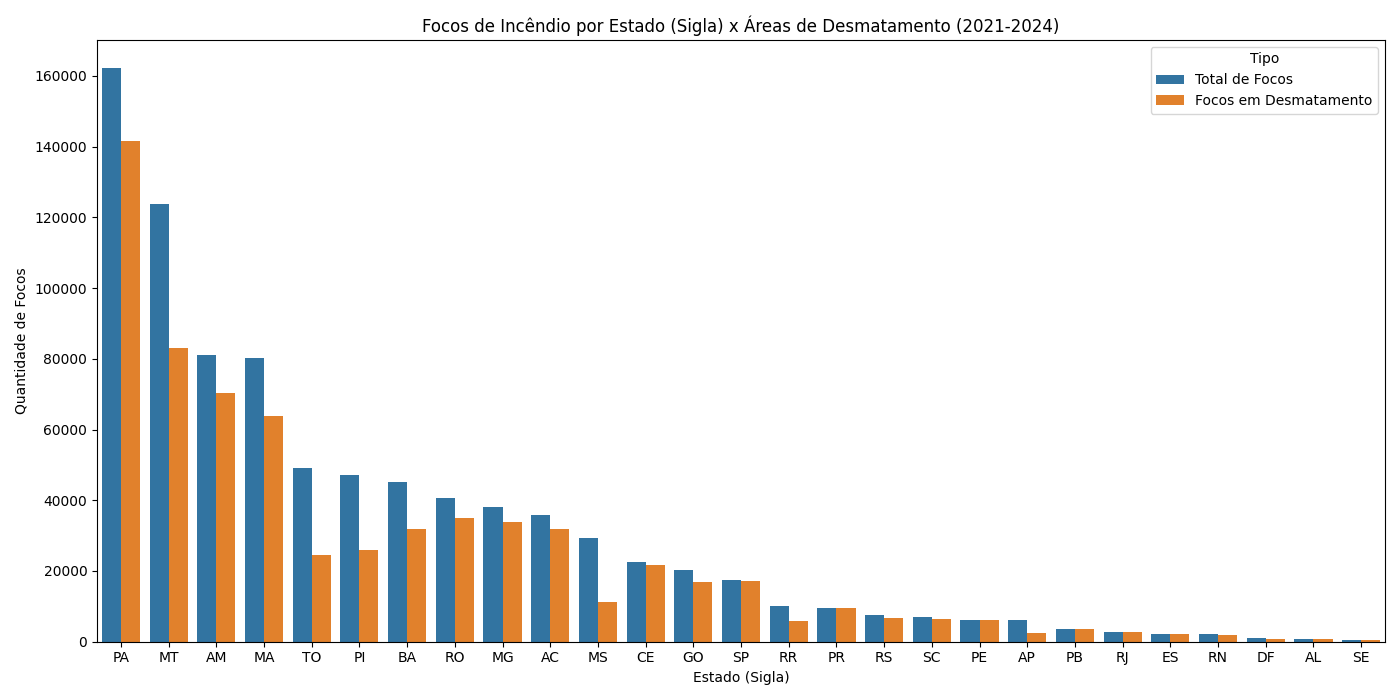 Focos de Incêndio por Estado (Sigla) x Áreas de Desmatamento (2021-2024)
Tipo
Total de Focos
Focos em Desmatamento
Quantidade de Focos
160000
140000
120000
100000
80000
60000
40000
20000
0
PA MT AM MA TO PI BA RO MG AC MS CE GO SP RR PR RS SC PE AP PB RJ ES RN DF AL SE
Estado (Sigla)